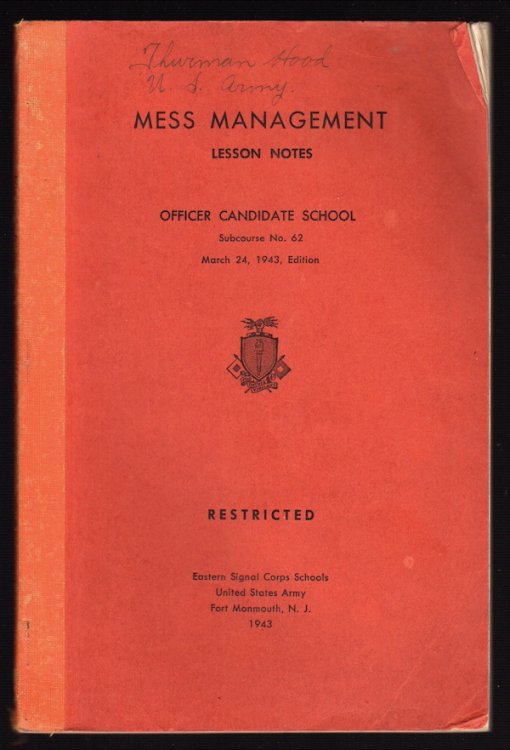 Thurman Hood
U. S. Army.
MESS MANAGEMENT
LESSON NOTES
OFFICER CANDIDATE SCHOOL
Subcourse No. 62
March 24, 1943, Edition
RESTRICTED
Eastern Signal Corps Schools
United States Army
Fort Monmouth, N. J.
1943